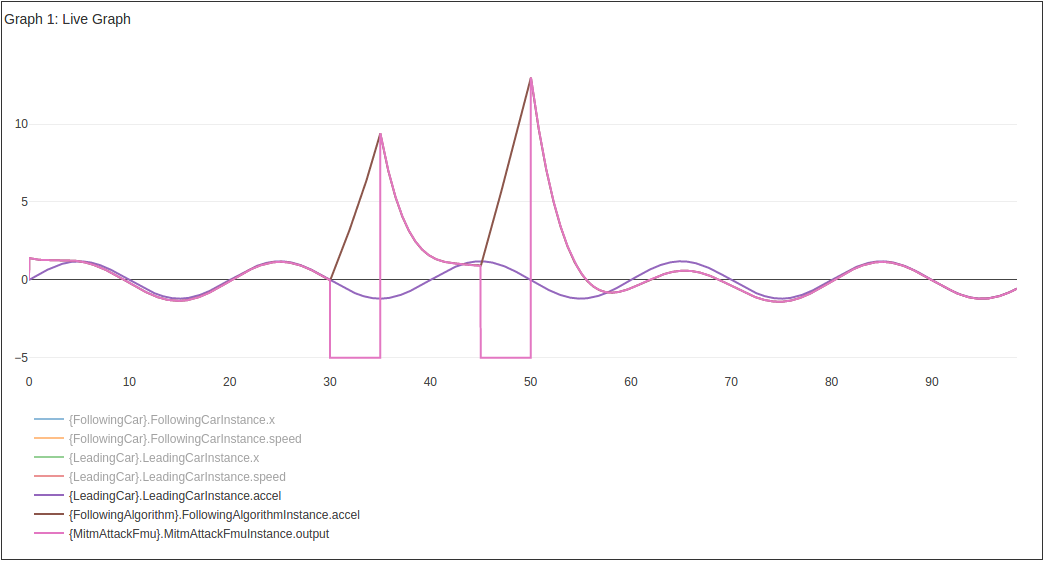 Graph 1: Live Graph
10
5
0
−5
0 10 20 30 40 50 60 70 80 90
{FollowingCar}.FollowingCarInstance.x
{FollowingCar}.FollowingCarInstance.speed
{LeadingCar}.LeadingCarInstance.x
{LeadingCar}.LeadingCarInstance.speed
{LeadingCar}.LeadingCarInstance.accel
{FollowingAlgorithm}.FollowingAlgorithmInstance.accel
{MitmAttackFmu}.MitmAttackFmuInstance.output